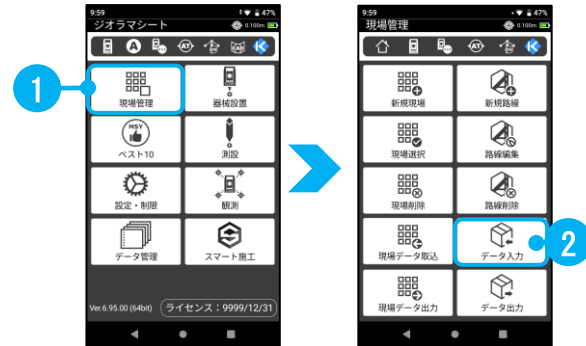 9:59
47%
ジオラマシート
0.100m
A
AT
1
現場管理
器械設置
MSY
ベスト10
測設
設定・制限
観測
データ管理
スマート施工
Ver.6.95.00 (64bit)
ライセンス：9999/12/31
9:59
47%
現場管理
0.100m
AT
新規現場
新規路線
現場選択
路線編集
現場削除
路線削除
現場データ取込
データ入力
2
現場データ出力
データ出力